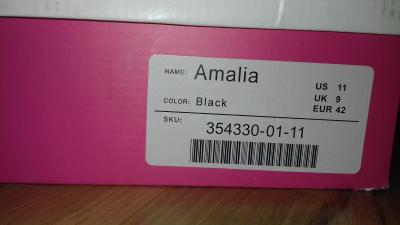 NAME: Amalia
COLOR: Black
SKU:
354330-01-11
US 11
UK 9
EUR 42